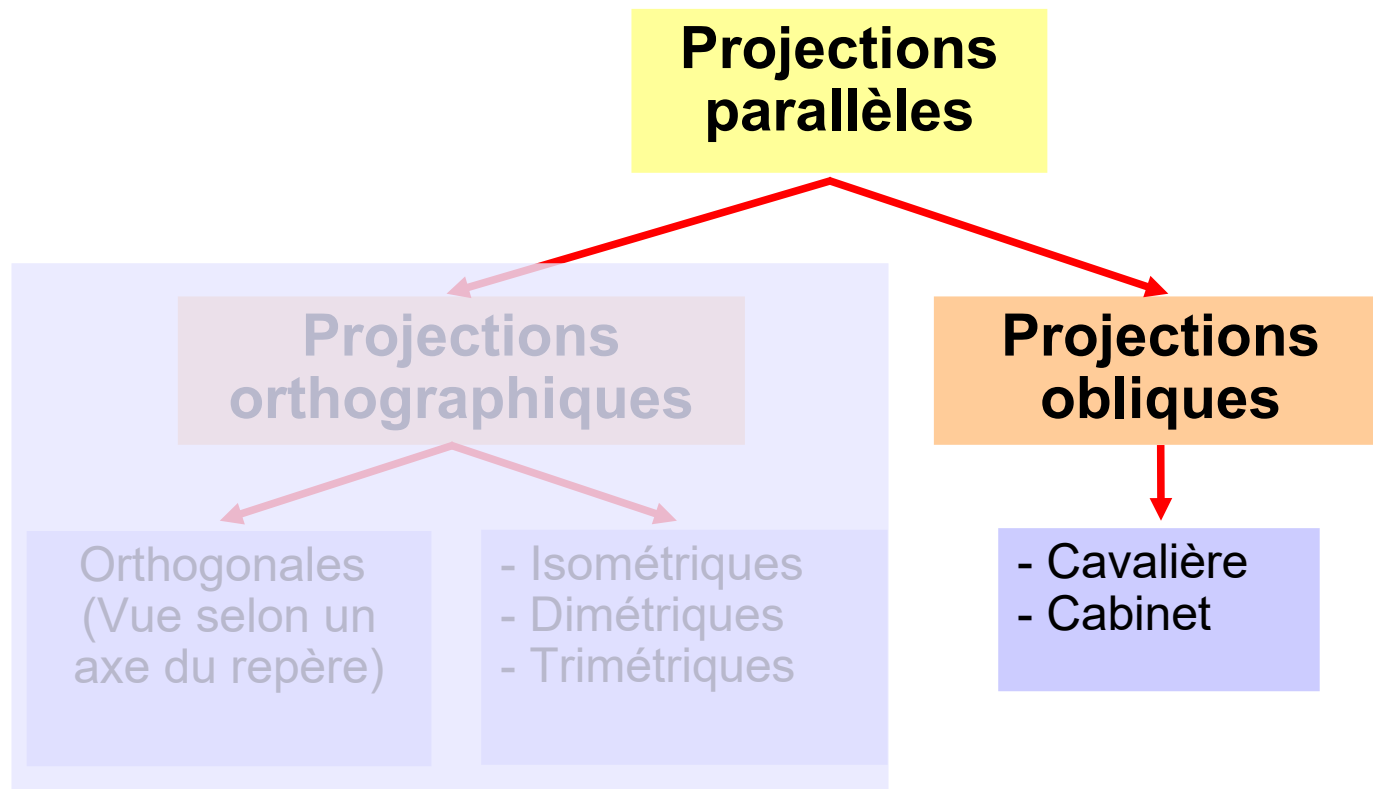 Projections
parallèles
Projections
orthographiques
Projections
obliques
Orthogonales
(Vue selon un
axe du repère)
- Isométriques
- Dimétriques
- Trimétriques
- Cavalière
- Cabinet